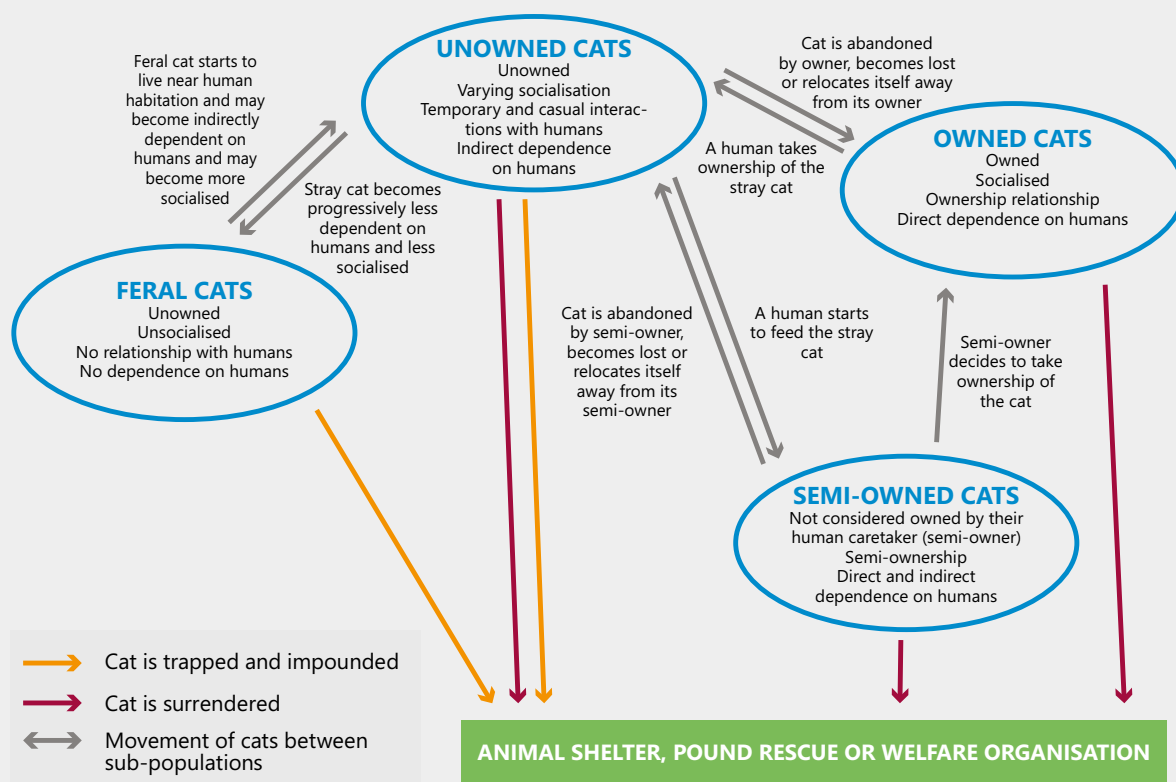 UNOWNED CATS
Unowned
Varying socialisation
Temporary and casual interac-
tions with humans
Indirect dependence
on humans
Feral cat starts to
live near human
habitation and may
become indirectly
dependent on
humans and may
become more
socialised
Stray cat becomes
progressively less
dependent on
humans and less
socialised
Cat is abandoned
by owner, becomes lost
or relocates itself away
from its owner
A human takes
ownership of the
stray cat
OWNED CATS
Owned
Socialised
Ownership relationship
Direct dependence on humans
FERAL CATS
Unowned
Unsocialised
No relationship with humans
No dependence on humans
Cat is abandoned
by semi-owner,
becomes lost or
relocates itself
away from its
semi-owner
A human starts
to feed the stray
cat
Semi-owner
decides to take
ownership of
the cat
SEMI-OWNED CATS
Not considered owned by their
human caretaker (semi-owner)
Semi-ownership
Direct and indirect
dependence on humans
Cat is trapped and impounded
Cat is surrendered
Movement of cats between
sub-populations
ANIMAL SHELTER, POUND RESCUE OR WELFARE ORGANISATION